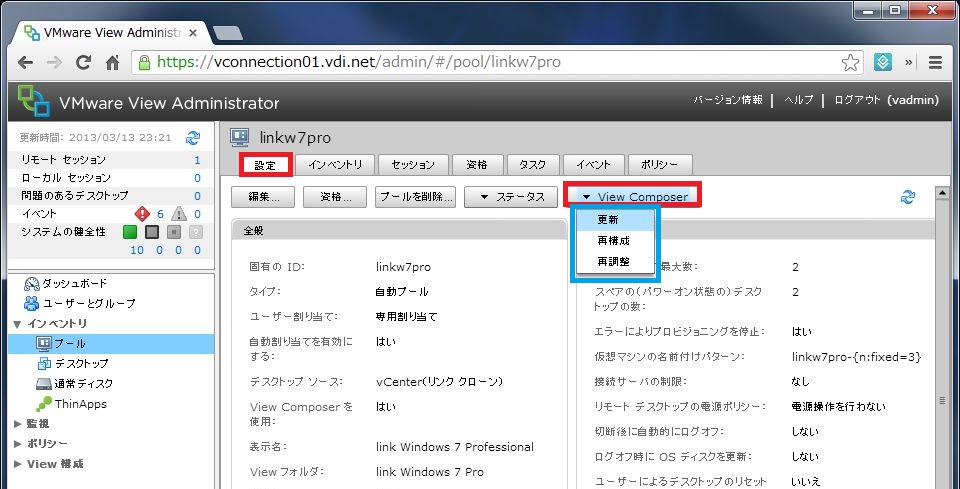 VMware View Administr
https://vconnection01.vdi.net/admin/#/pool/linkw7pro
VMware View Administrator
バージョン情報 | ヘルプ | ログアウト (vadmin)
更新時間: 2013/03/13 23:21
リモート セッション 1
ローカル セッション 0
問題のあるデスクトップ 0
イベント 6 0
システムの健全性
10 0 0 0
ダッシュボード
ユーザーとグループ
インベントリ
プール
デスクトップ
通常ディスク
ThinApps
監視
ポリシー
View 構成
linkw7pro
設定 インベントリ セッション 資格 タスク イベント ポリシー
編集... 資格... プールを削除... ステータス View Composer
更新
再構成
再調整
全般
固有の ID: linkw7pro
タイプ: 自動プール
ユーザー割り当て: 専用割り当て
自動割り当てを有効に
する: はい
デスクトップ ソース: vCenter(リンク クローン)
View Composer を
使用: はい
表示名: link Windows 7 Professional
View フォルダ: link Windows 7 Pro
最大数: 2
スペアの(パワーオン状態の)デスク
トップの数: 2
エラーによりプロビジョニングを停止: はい
仮想マシンの名前付けパターン: linkw7pro-{n:fixed=3}
接続サーバの制限: なし
リモート デスクトップの電源ポリシー: 電源操作を行わない
切断後に自動的にログオフ: しない
ログオフ時に OS ディスクを更新: しない
ユーザーによるデスクトップのリセット いいえ